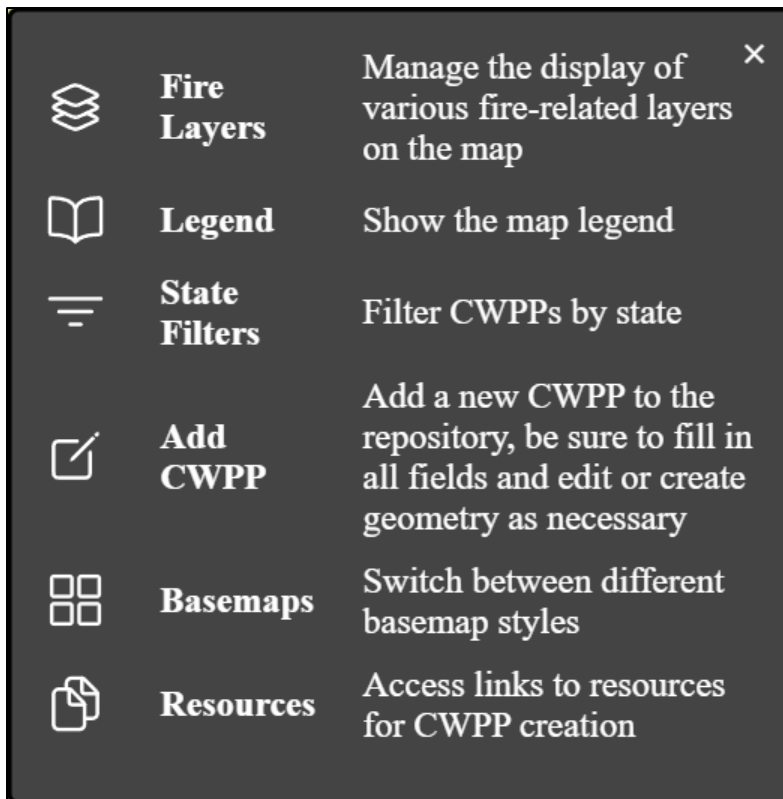 Fire
Layers
Manage the display of
various fire-related layers
on the map
Legend
Show the map legend
State
Filters
Filter CWPPs by state
Add
CWPP
Add a new CWPP to the
repository, be sure to fill in
all fields and edit or create
geometry as necessary
Basemaps
Switch between different
basemap styles
Resources
Access links to resources
for CWPP creation